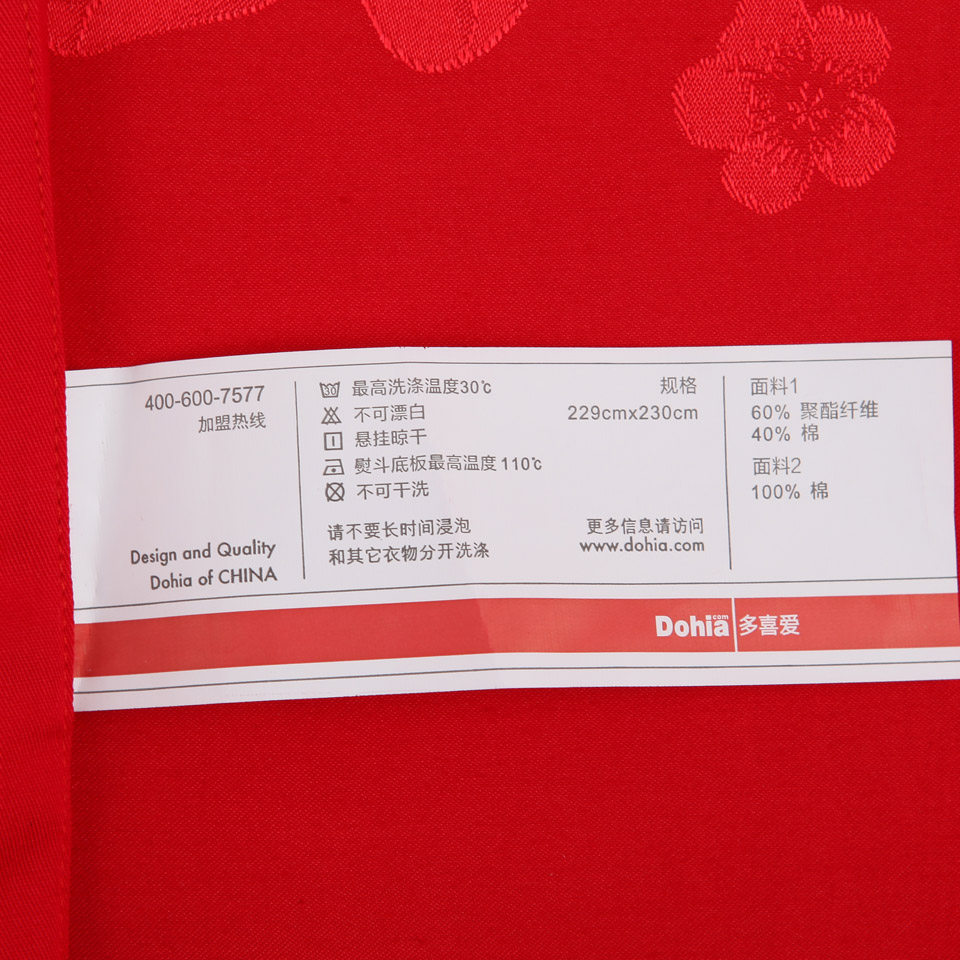 400-600-7577
加盟热线
Design and Quality
Dohia of CHINA
30
最高洗涤温度30℃
不可漂白
悬挂晾干
熨斗底板最高温度110℃
不可干洗
请不要长时间浸泡
和其它衣物分开洗涤
规格
229cmx230cm
更多信息请访问
www.dohia.com
面料1
60% 聚酯纤维
40% 棉
面料2
100% 棉
Dohia.com 多喜爱